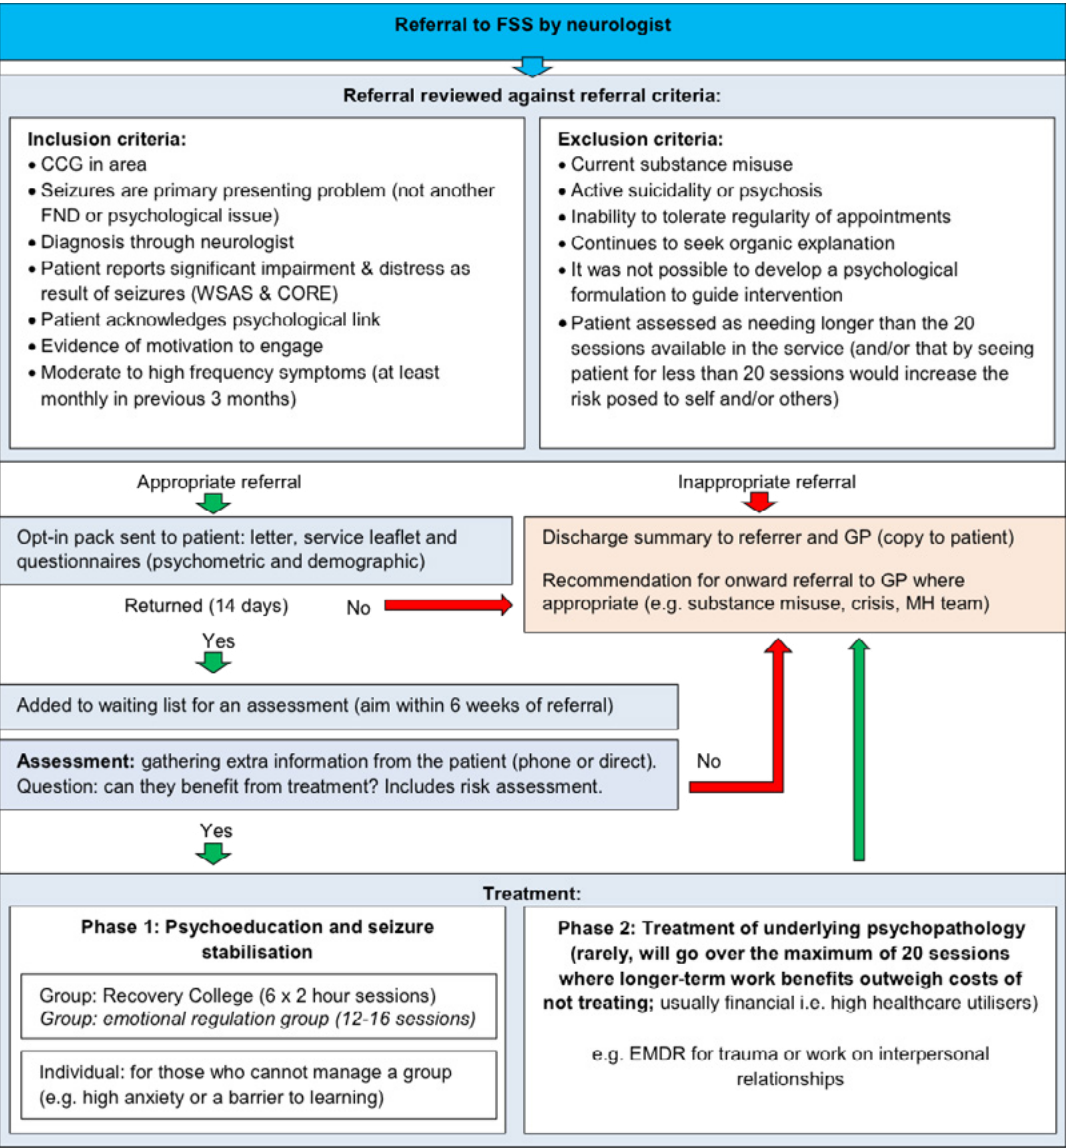 Referral to FSS by neurologist
Referral reviewed against referral criteria:
Inclusion criteria:
• CCG in area
• Seizures are primary presenting problem (not another
FND or psychological issue)
• Diagnosis through neurologist
• Patient reports significant impairment & distress as
result of seizures (WSAS & CORE)
• Patient acknowledges psychological link
• Evidence of motivation to engage
• Moderate to high frequency symptoms (at least
monthly in previous 3 months)
Exclusion criteria:
• Current substance misuse
• Active suicidality or psychosis
• Inability to tolerate regularity of appointments
• Continues to seek organic explanation
• It was not possible to develop a psychological
formulation to guide intervention
• Patient assessed as needing longer than the 20
sessions available in the service (and/or that by seeing
patient for less than 20 sessions would increase the
risk posed to self and/or others)
Appropriate referral
Inappropriate referral
Opt-in pack sent to patient: letter, service leaflet and
questionnaires (psychometric and demographic)
Discharge summary to referrer and GP (copy to patient)
Recommendation for onward referral to GP where
appropriate (e.g. substance misuse, crisis, MH team)
Returned (14 days)
No
Yes
Added to waiting list for an assessment (aim within 6 weeks of referral)
Assessment: gathering extra information from the patient (phone or direct).
Question: can they benefit from treatment? Includes risk assessment.
No
Yes
Treatment:
Phase 1: Psychoeducation and seizure
stabilisation
Group: Recovery College (6 x 2 hour sessions)
Group: emotional regulation group (12-16 sessions)
Individual: for those who cannot manage a group
(e.g. high anxiety or a barrier to learning)
Phase 2: Treatment of underlying psychopathology
(rarely, will go over the maximum of 20 sessions
where longer-term work benefits outweigh costs of
not treating; usually financial i.e. high healthcare utilisers)
e.g. EMDR for trauma or work on interpersonal
relationships